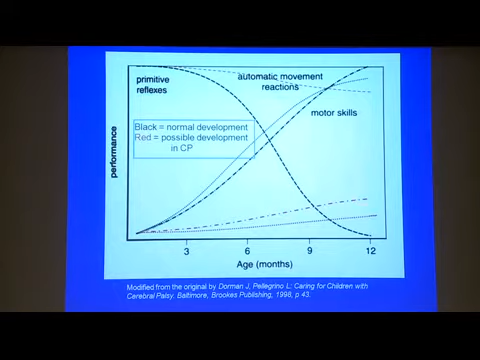 primitive
reflexes
automatic movement
reactions
motor skills
Black = normal development
Red = possible development
in CP
performance
3
6
9
12
Age (months)
Modified from the original by Dorman J, Pellegrino L: Caring for Children with
Cerebral Palsy. Baltimore, Brookes Publishing, 1998, p 43.